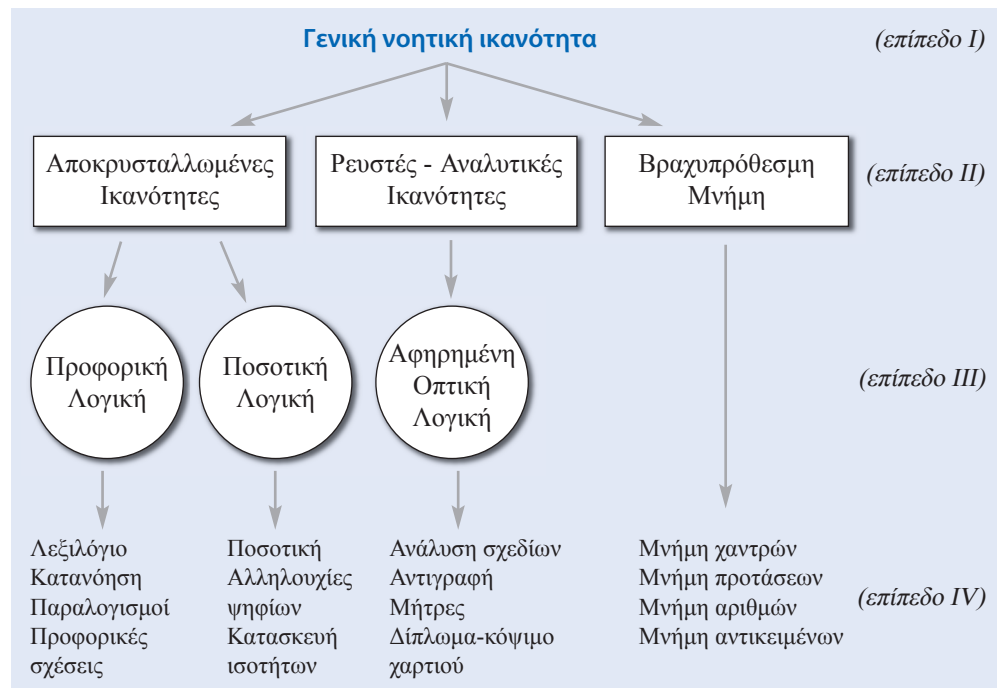 Γενική νοητική ικανότητα
(επίπεδο I)
Αποκρυσταλλωμένες
Ικανότητες
Ρευστές - Αναλυτικές
Ικανότητες
Βραχυπρόθεσμη
Μνήμη
(επίπεδο II)
Προφορική
Λογική
Ποσοτική
Λογική
Αφηρημένη
Οπτική
Λογική
(επίπεδο III)
Λεξιλόγιο
Κατανόηση
Παραλογισμοί
Προφορικές
σχέσεις
Ποσοτική
Αλληλουχίες
ψηφίων
Κατασκευή
ισοτήτων
Ανάλυση σχεδίων
Αντιγραφή
Μήτρες
Δίπλωμα-κόψιμο
χαρτιού
Μνήμη χαντρών
Μνήμη προτάσεων
Μνήμη αριθμών
Μνήμη αντικειμένων
(επίπεδο IV)